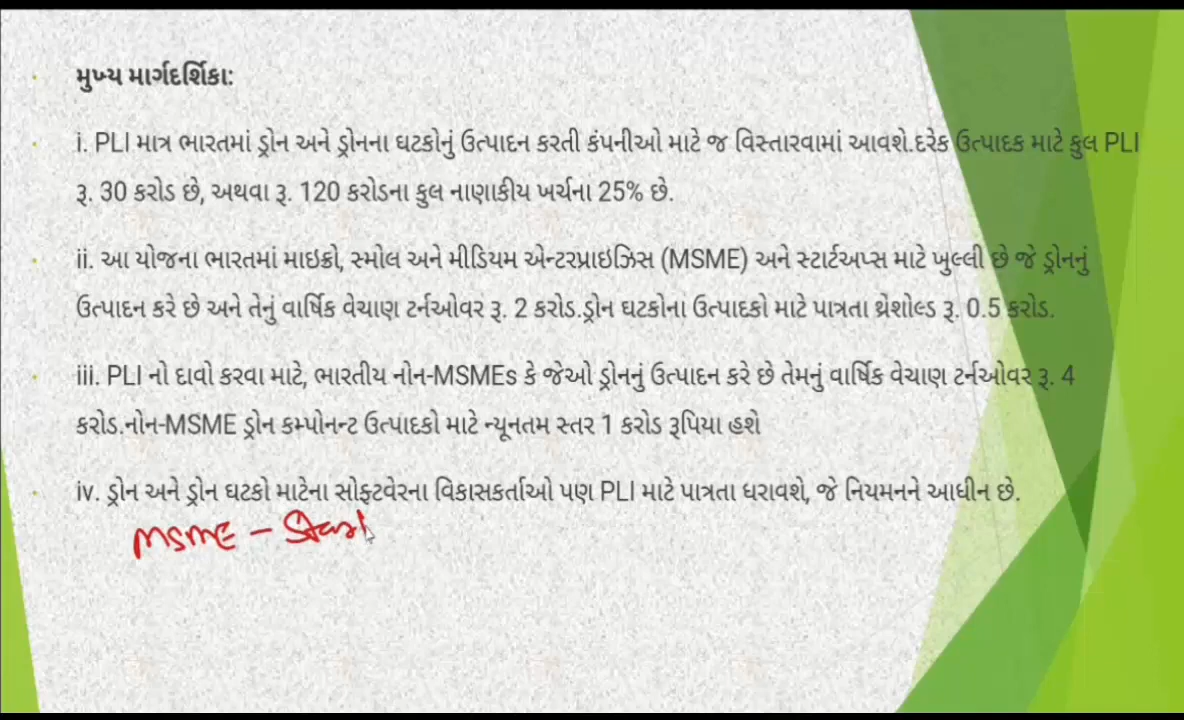 મુખ્ય માર્ગદર્શિકા:
i. PLI માત્ર ભારતમાં ડ્રોન અને ડ્રોનના ઘટકોનું ઉત્પાદન કરતી કંપનીઓ માટે જ વિસ્તારવામાં આવશે.દરેક ઉત્પાદક માટે કુલ PLI
રૂ. 30 કરોડ છે, અથવા રૂ. 120 કરોડના કુલ નાણાકીય ખર્ચના 25% છે.
ii. આ યોજના ભારતમાં માઇક્રો, સ્મોલ અને મીડિયમ એન્ટરપ્રાઇઝિસ (MSME) અને સ્ટાર્ટઅપ્સ માટે ખુલ્લી છે જે ડ્રોનનું
ઉત્પાદન કરે છે અને તેનું વાર્ષિક વેચાણ ટર્નઓવર રૂ. 2 કરોડ.ડ્રોન ઘટકોના ઉત્પાદકો માટે પાત્રતા થ્રેશોલ્ડ રૂ. 0.5 કરોડ.
iii. PLI નો દાવો કરવા માટે, ભારતીય નોન-MSMEs કે જેઓ ડ્રોનનું ઉત્પાદન કરે છે તેમનું વાર્ષિક વેચાણ ટર્નઓવર રૂ. 4
કરોડ.નોન-MSME ડ્રોન કમ્પોનન્ટ ઉત્પાદકો માટે ન્યૂનતમ સ્તર 1 કરોડ રૂપિયા હશે
iv. ડ્રોન અને ડ્રોન ઘટકો માટેના સોફ્ટવેરના વિકાસકર્તાઓ પણ PLI માટે પાત્રતા ધરાવશે, જે નિયમનને આધીન છે.
MSME –